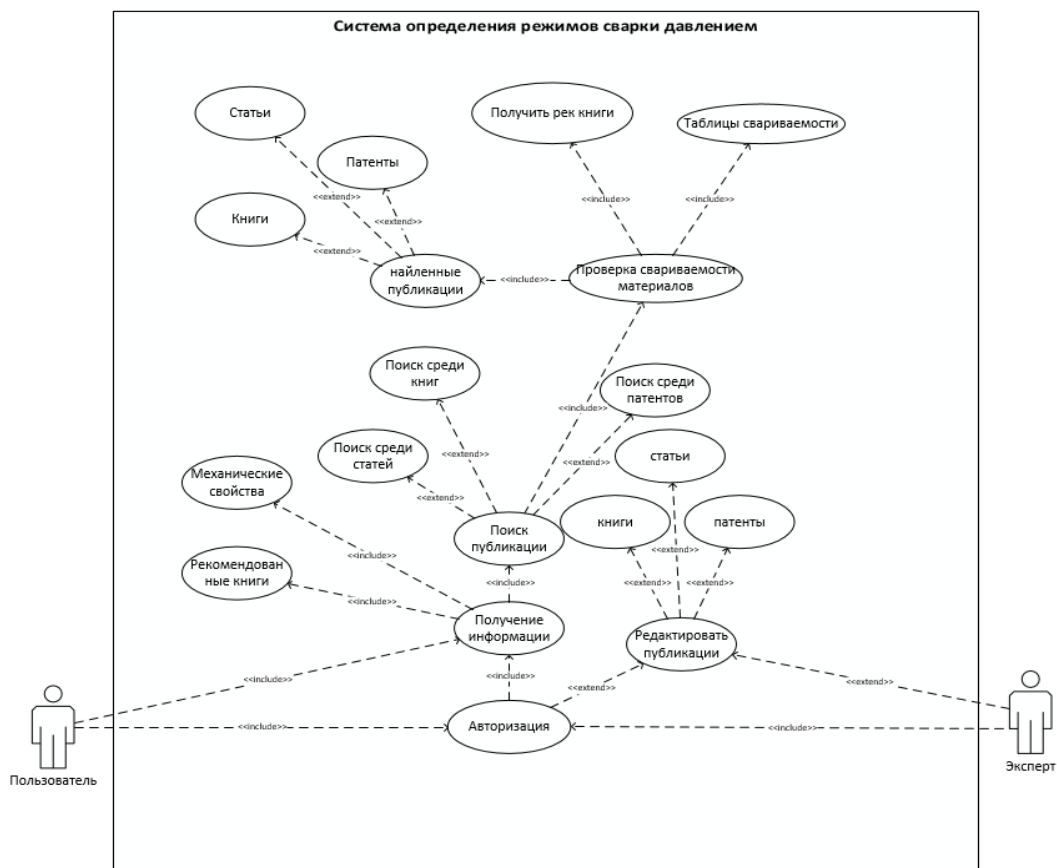 Система определения режимов сварки давлением
Статьи
Получить рек книги
Таблицы свариваемости
Патенты
<<include>>
<<include>>
Книги
<<extend>>
<<extend>>
<<extend>>
найленные
публикации
<<include>>
Проверка свариваемости
материалов
Поиск среди
книг
Поиск среди
патентов
<<include>>
Поиск среди
статей
<<extend>>
<<extend>>
статьи
Механические
свойства
<<extend>>
Поиск
публикации
книги
патенты
<<extend>>
<<include>>
Рекомендован
ные книги
<<include>>
<<include>>
<<extend>>
<<extend>>
Получение
информации
Редактировать
публикации
<<include>>
<<include>>
<<extend>>
<<extend>>
<<include>>
Авторизация
<<include>>
Пользователь
Эксперт